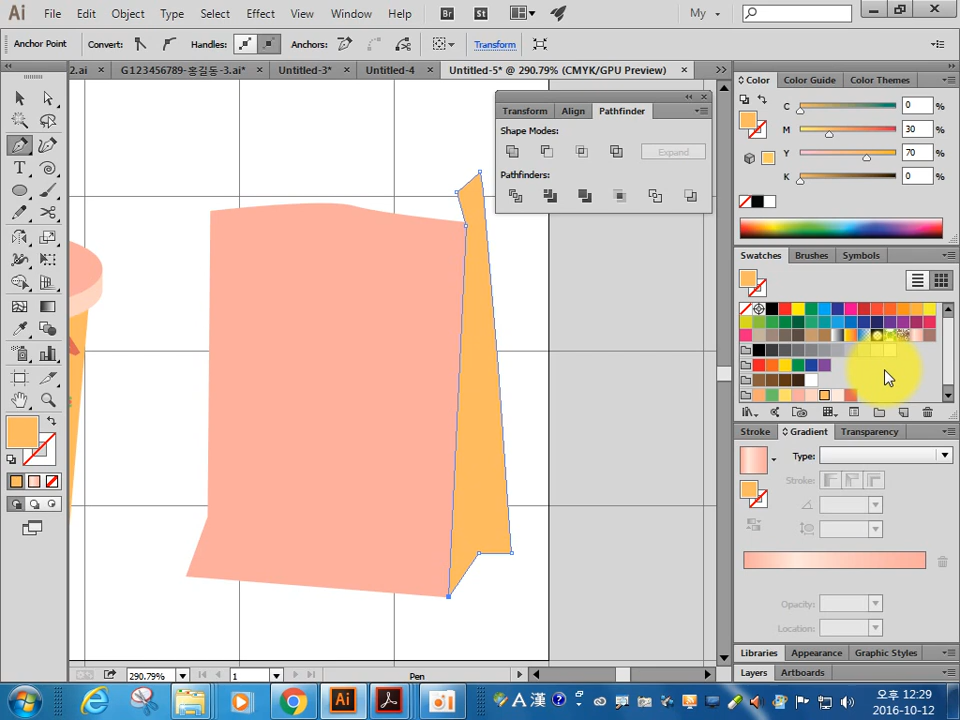 Ai File Edit Object Type Select Effect View Window Help Br St My
Anchor Point Convert: Handles: Anchors: Transform
2.ai × G123456789-홍길동-3.ai* × Untitled-3* × Untitled-4 × Untitled-5* @ 290.79% (CMYK/GPU Preview) ×
Transform Align Pathfinder
Shape Modes:
Expand
Pathfinders:
Color Color Guide Color Themes
C 0 %
M 30 %
Y 70 %
K 0 %
Swatches Brushes Symbols
Stroke Gradient Transparency
Type:
Stroke:
Opacity:
Location:
Libraries Appearance Graphic Styles
Layers Artboards
290.79% 1 Pen
A 漢
오후 12:29
2016-10-12